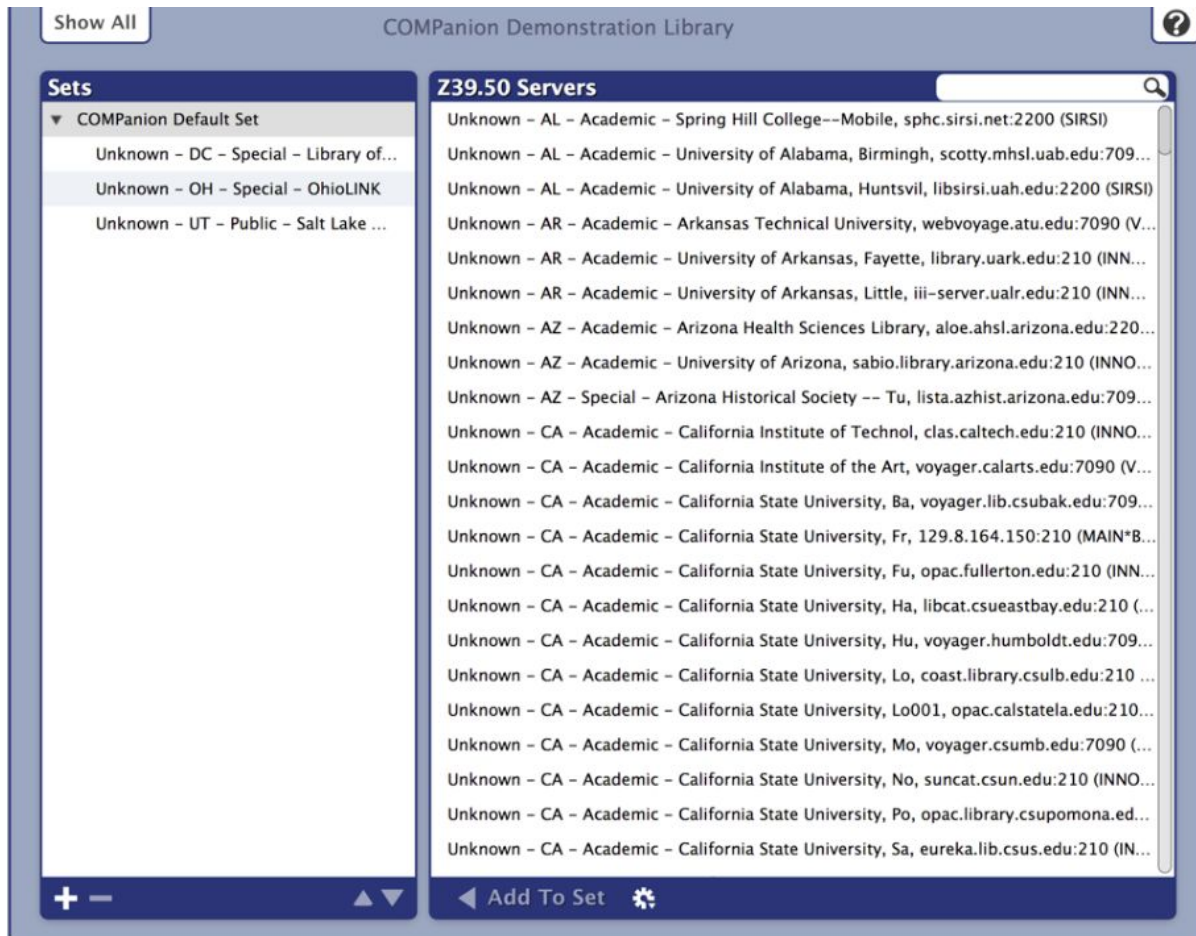 Show All
COMPanion Demonstration Library
?
Sets
COMPanion Default Set
Unknown – DC – Special – Library of...
Unknown – OH – Special – OhioLINK
Unknown – UT – Public – Salt Lake ...
Z39.50 Servers
Unknown – AL – Academic – Spring Hill College--Mobile, sphc.sirsi.net:2200 (SIRSI)
Unknown – AL – Academic – University of Alabama, Birmingh, scotty.mhsl.uab.edu:709...
Unknown – AL – Academic – University of Alabama, Huntsvil, libsirsi.uah.edu:2200 (SIRSI)
Unknown – AR – Academic – Arkansas Technical University, webvoyage.atu.edu:7090 (V...
Unknown – AR – Academic – University of Arkansas, Fayette, library.uark.edu:210 (INN...
Unknown – AR – Academic – University of Arkansas, Little, iii-server.ualr.edu:210 (INN...
Unknown – AZ – Academic – Arizona Health Sciences Library, aloe.ahsl.arizona.edu:220...
Unknown – AZ – Academic – University of Arizona, sabio.library.arizona.edu:210 (INNO...
Unknown – AZ – Special – Arizona Historical Society -- Tu, lista.azhist.arizona.edu:709...
Unknown – CA – Academic – California Institute of Technol, clas.caltech.edu:210 (INNO...
Unknown – CA – Academic – California Institute of the Art, voyager.calarts.edu:7090 (V...
Unknown – CA – Academic – California State University, Ba, voyager.lib.csubak.edu:709...
Unknown – CA – Academic – California State University, Fr, 129.8.164.150:210 (MAIN*B...
Unknown – CA – Academic – California State University, Fu, opac.fullerton.edu:210 (INN...
Unknown – CA – Academic – California State University, Ha, libcat.csueastbay.edu:210 (...
Unknown – CA – Academic – California State University, Hu, voyager.humboldt.edu:709...
Unknown – CA – Academic – California State University, Lo, coast.library.csulb.edu:210 ...
Unknown – CA – Academic – California State University, Lo001, opac.calstatela.edu:210...
Unknown – CA – Academic – California State University, Mo, voyager.csumb.edu:7090 (...
Unknown – CA – Academic – California State University, No, suncat.csun.edu:210 (INNO...
Unknown – CA – Academic – California State University, Po, opac.library.csupomona.ed...
Unknown – CA – Academic – California State University, Sa, eureka.lib.csus.edu:210 (IN...
Add To Set